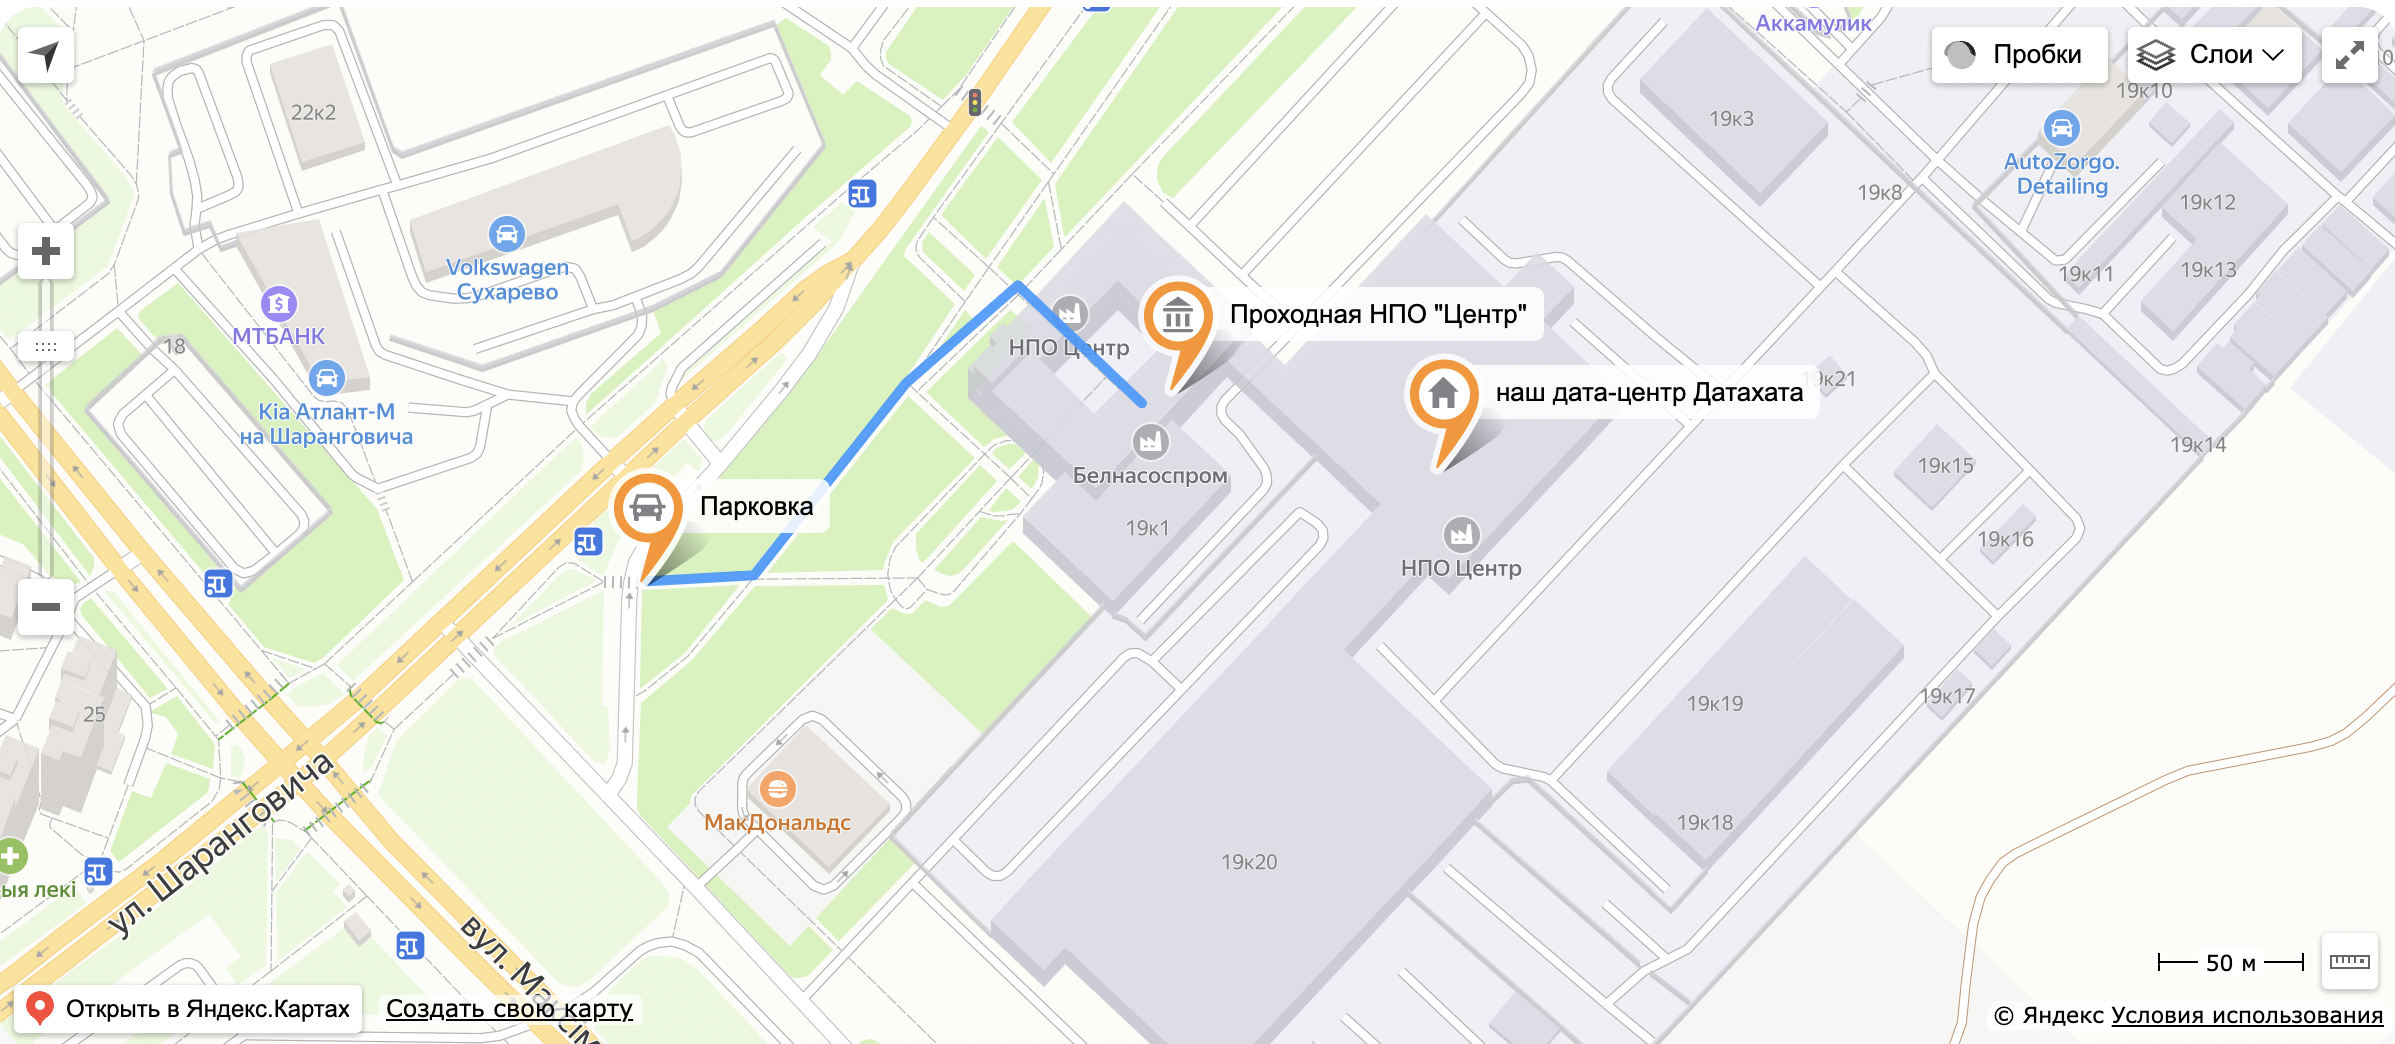 Аккамулик
Пробки
Слои
22к2
19к3
19к10
AutoZorgo.
Detailing
19к8
19к12
Volkswagen
Сухарево
19к11
19к13
МТБАНК
18
НПО Центр
Проходная НПО "Центр"
19к21
наш дата-центр Датахата
Kia Атлант-М
на Шаранговича
19к14
Белнасоспром
19к15
Парковка
19к1
19к16
НПО Центр
25
19к19
19к17
МакДональдс
19к18
ул. Шаранговича
19к20
ыя лекі
вул. Ма
50 м
Открыть в Яндекс.Картах
Создать свою карту
© Яндекс Условия использования